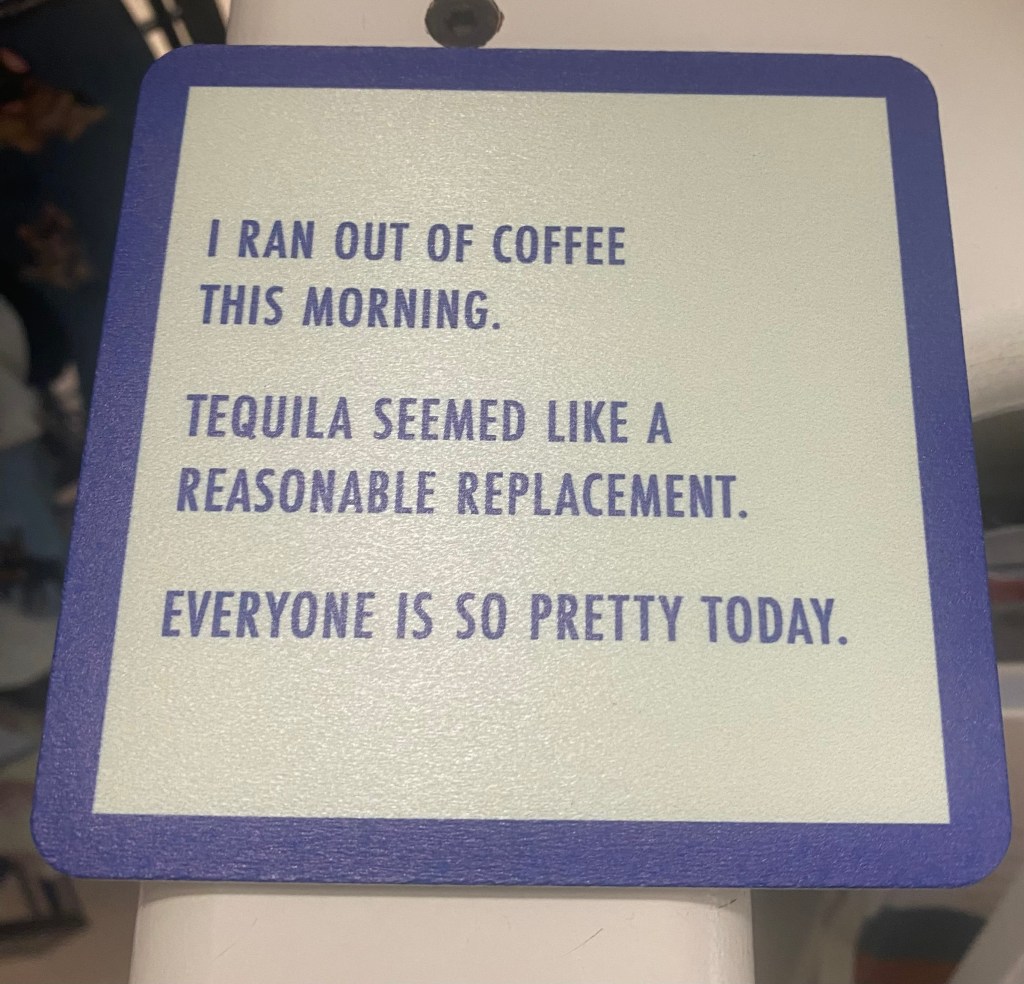 I RAN OUT OF COFFEE
THIS MORNING.
TEQUILA SEEMED LIKE A
REASONABLE REPLACEMENT.
EVERYONE IS SO PRETTY TODAY.